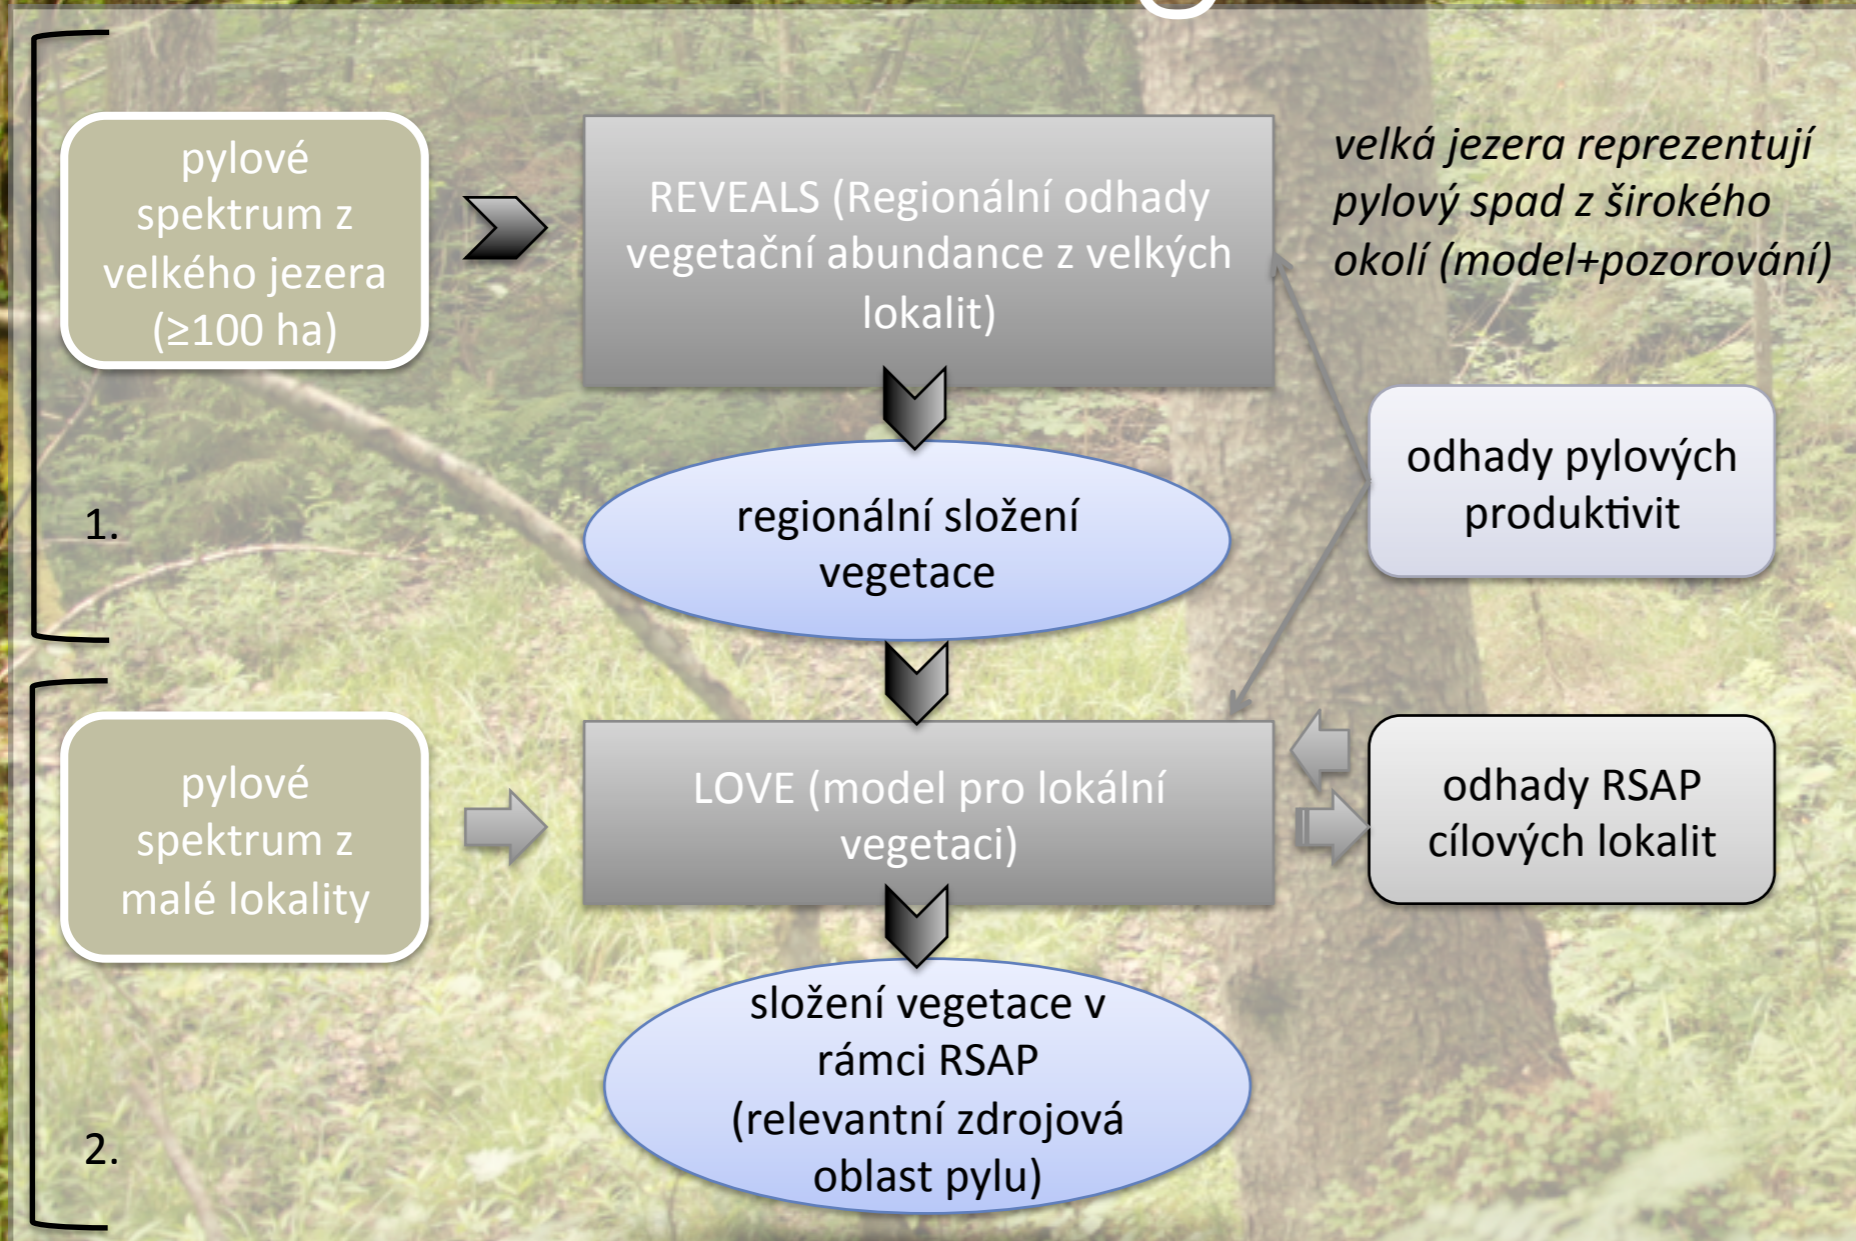 pylové
spektrum z
velkého jezera
(≥100 ha)
REVEALS (Regionální odhady
vegetační abundance z velkých
lokalit)
velká jezera reprezentují
pylový spad z širokého
okolí (model+pozorování)
odhady pylových
produktivit
regionální složení
vegetace
1.
pylové
spektrum z
malé lokality
LOVE (model pro lokální
vegetaci)
odhady RSAP
cílových lokalit
složení vegetace v
rámci RSAP
(relevantní zdrojová
oblast pylu)
2.